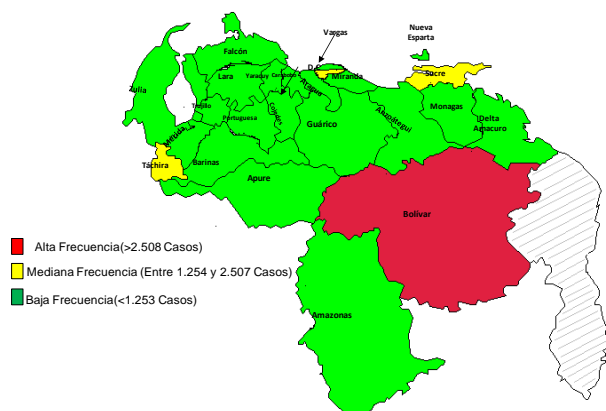 Vargas
Nueva
Esparta
Falcón
D.C
Lara
Yaracuy
Carabobo
Miranda
Sucre
Zulia
Aragua
Trujillo
Cojedes
Monagas
Portuguesa
Anzoátegui
Delta
Amacuro
Guárico
Mérida
Táchira
Barinas
Apure
Bolívar
Alta Frecuencia(>2.508 Casos)
Mediana Frecuencia (Entre 1.254 y 2.507 Casos)
Baja Frecuencia(<1.253 Casos)
Amazonas